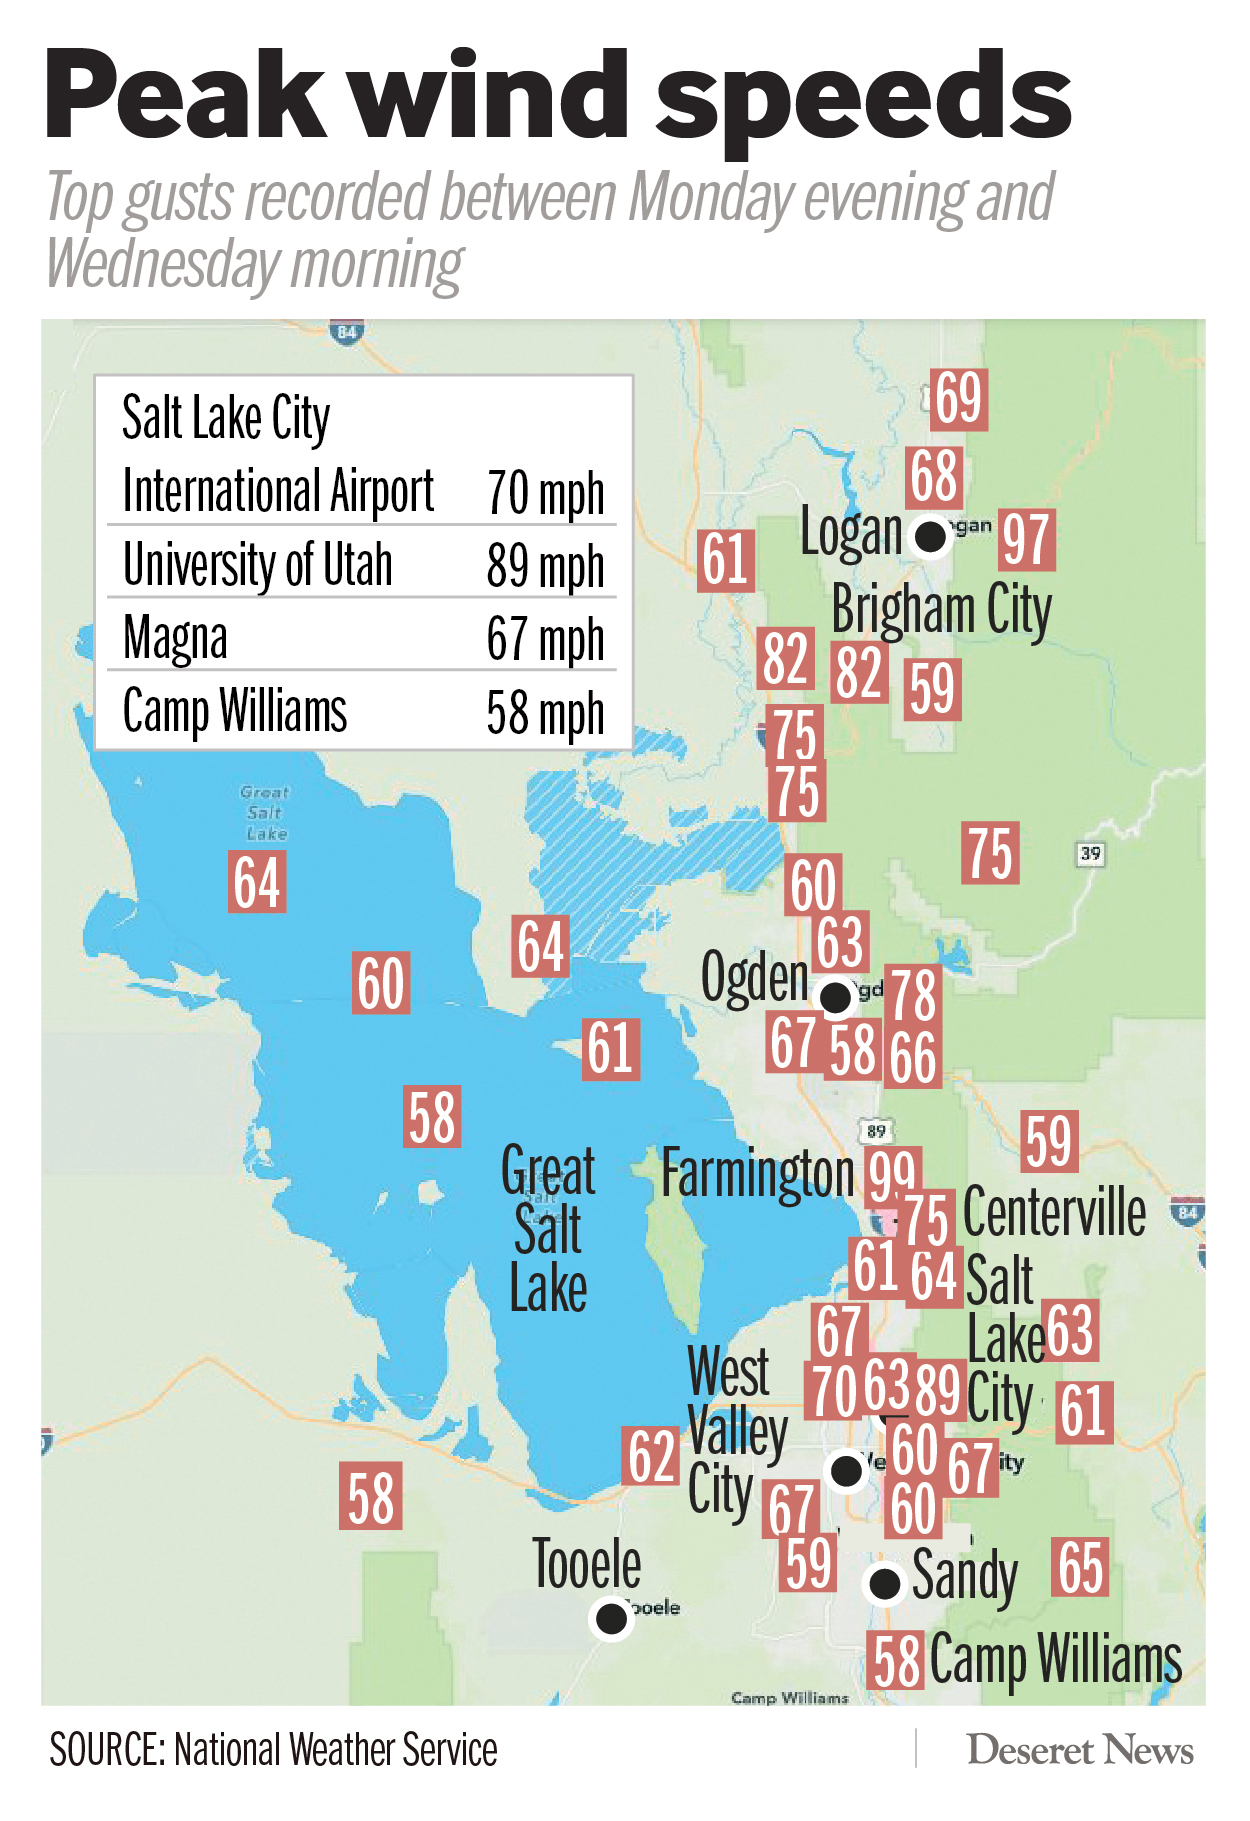 Peak wind speeds
Top gusts recorded between Monday evening and
Wednesday morning
84
Salt Lake City
International Airport 70 mph
University of Utah 89 mph
Magna 67 mph
Camp Williams 58 mph
69
68
Logan
gan
97
61
Brigham City
82
82
59
75
75
Great
Salt
Lake
64
75
39
60
64
63
60
Ogden
gd
78
67
58
66
61
58
89
59
Great
Salt
Lake
Farmington
99
75
Centerville
84
61
64
Salt
Lake
City
63
67
West
Valley
City
70
63
89
61
62
60
67
ity
58
67
60
59
Tooele
ooele
Sandy
65
58
Camp Williams
Camp Williams
SOURCE: National Weather Service
Deseret News